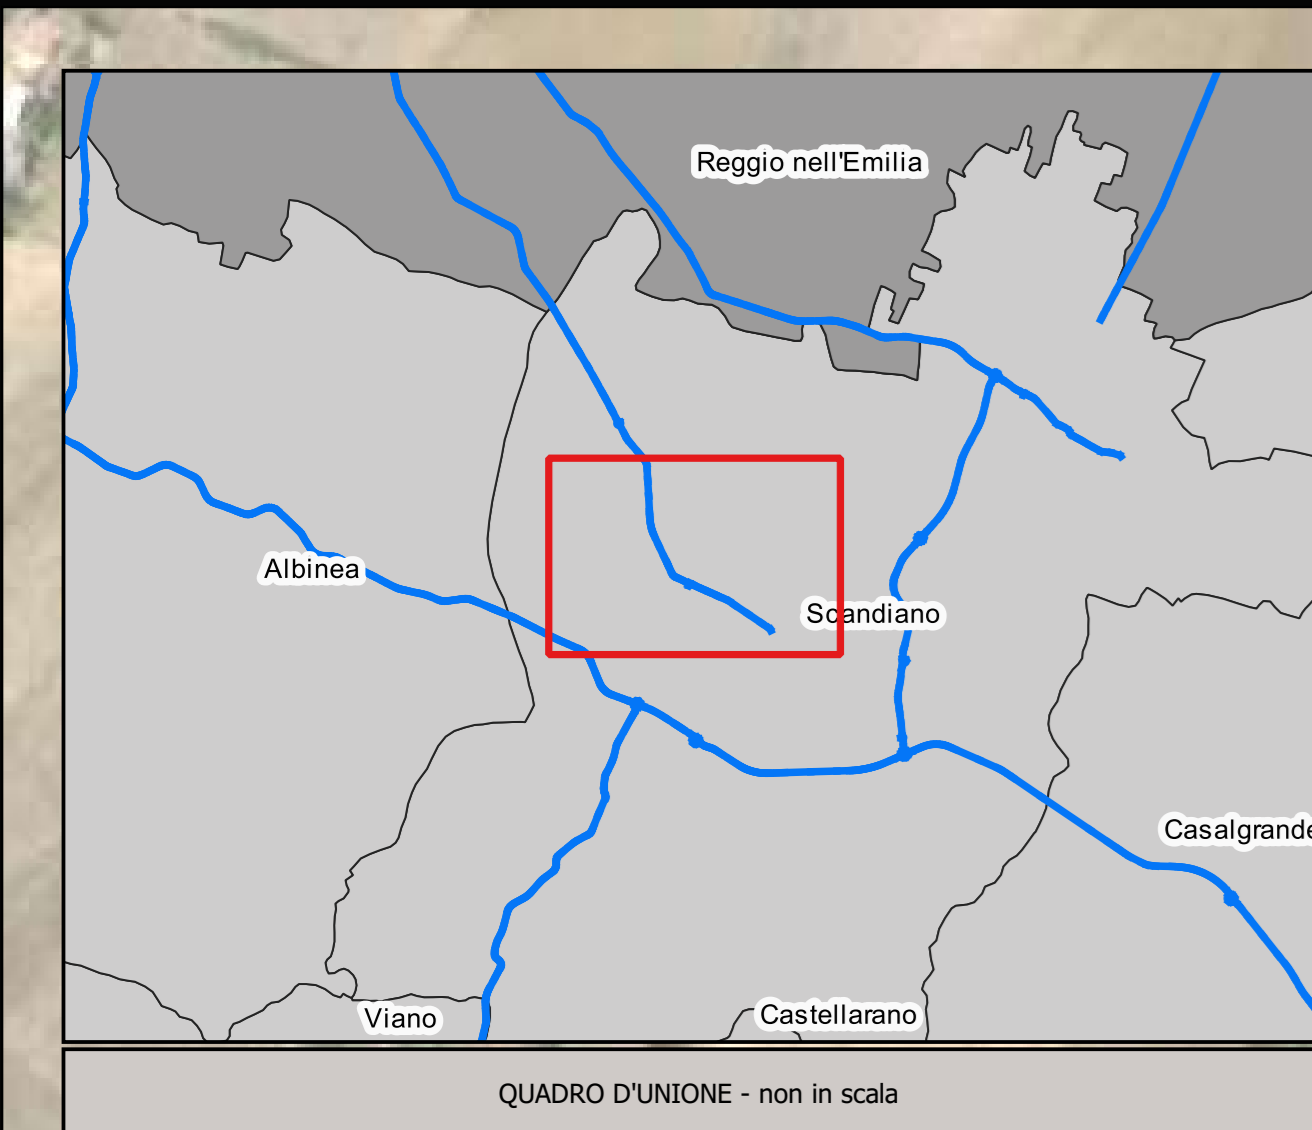 Reggio nell'Emilia
Albinea
Scandiano
Casalgrande
Viano
Castellarano
QUADRO D'UNIONE - non in scala